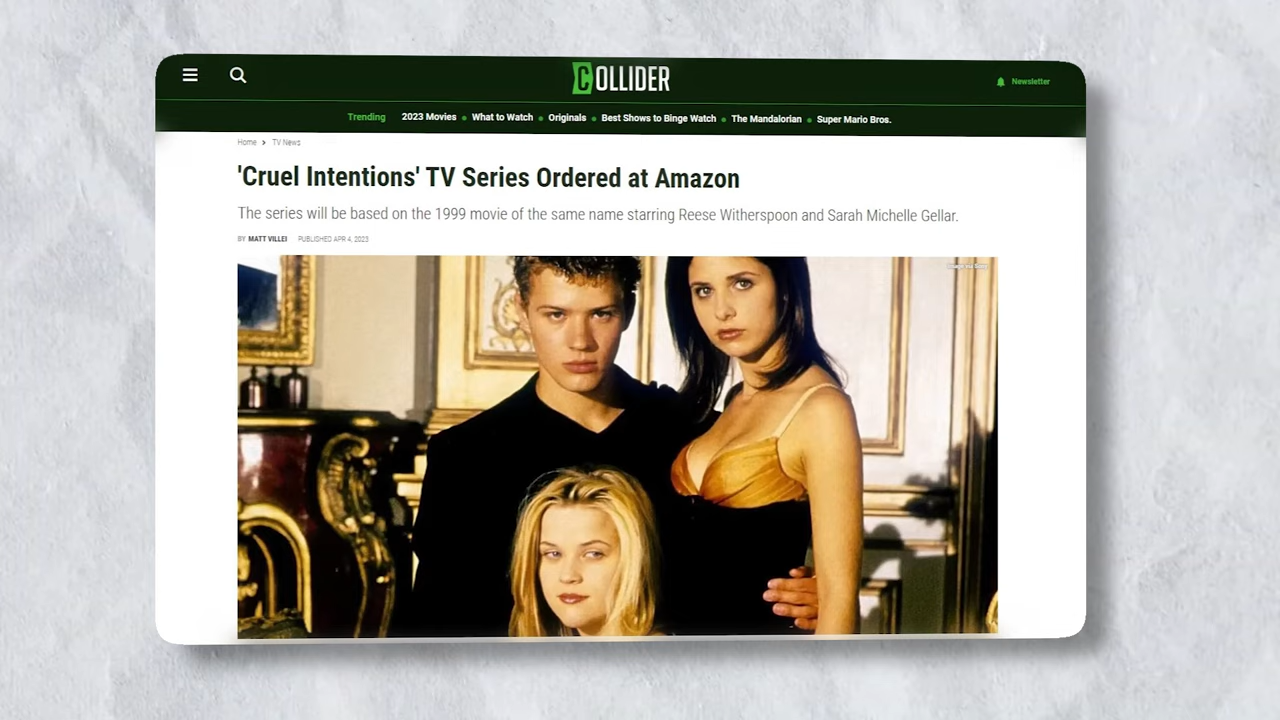 COLLIDER
Newsletter
Trending 2023 Movies What to Watch Originals Best Shows to Binge Watch The Mandalorian Super Mario Bros.
Home > TV News
'Cruel Intentions' TV Series Ordered at Amazon
The series will be based on the 1999 movie of the same name starring Reese Witherspoon and Sarah Michelle Gellar.
BY MATT VILLEI PUBLISHED APR 4, 2023